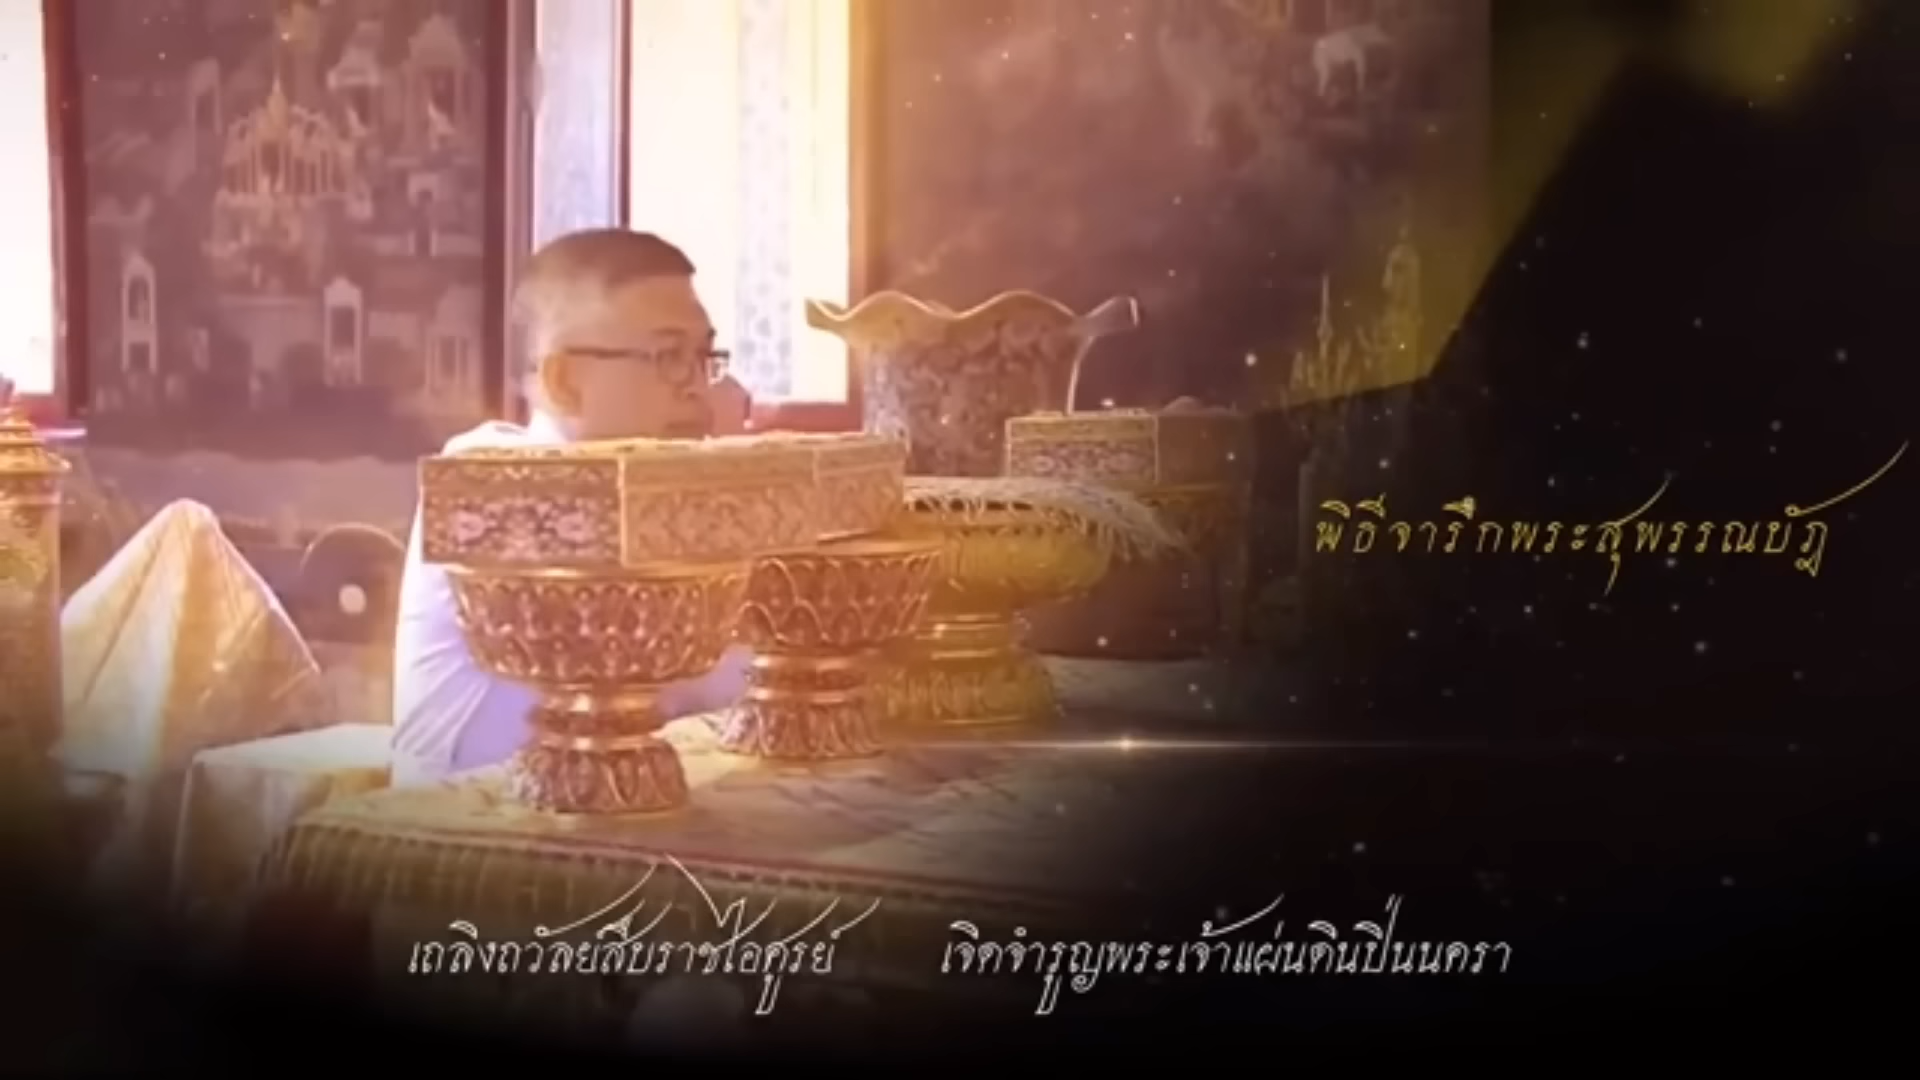 พิธีจารึกพระสุพรรณบัฏ
เถลิงถวัลย์สืบราชไอศูรย์ เจิดจำรูญพระเจ้าแผ่นดินปิ่นนครา